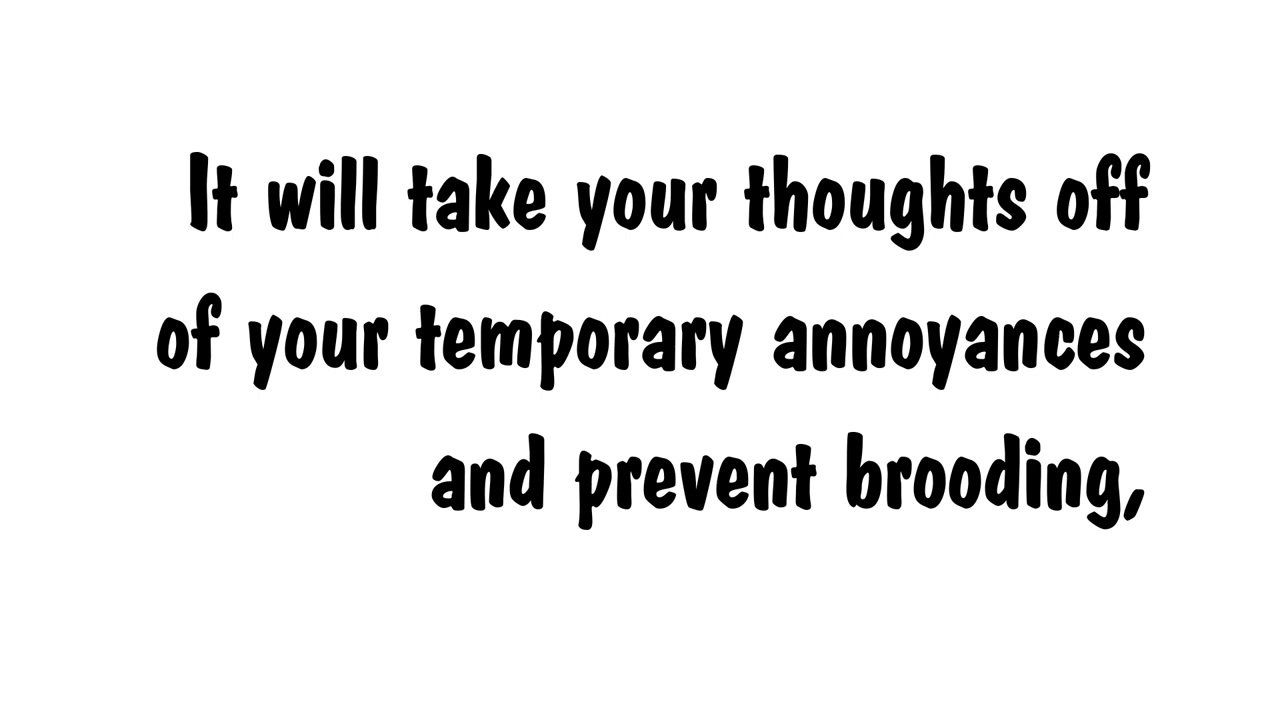 It will take your thoughts off
of your temporary annoyances
and prevent brooding,